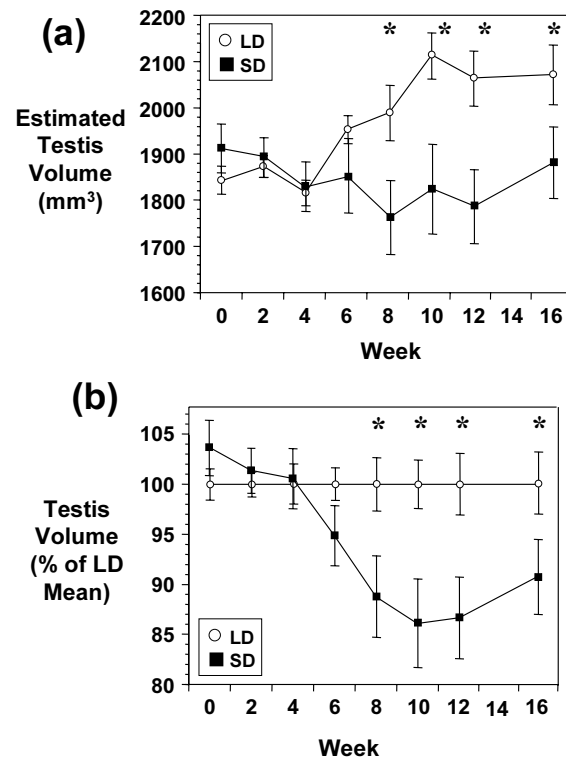 (a)
LD
SD
* * * *
Estimated
Testis
Volume
(mm³)
2200
2100
2000
1900
1800
1700
1600
0 2 4 6 8 10 12 14 16
Week
(b)
* * * *
Testis
Volume
(% of LD
Mean)
105
100
95
90
85
80
LD
SD
0 2 4 6 8 10 12 14 16
Week